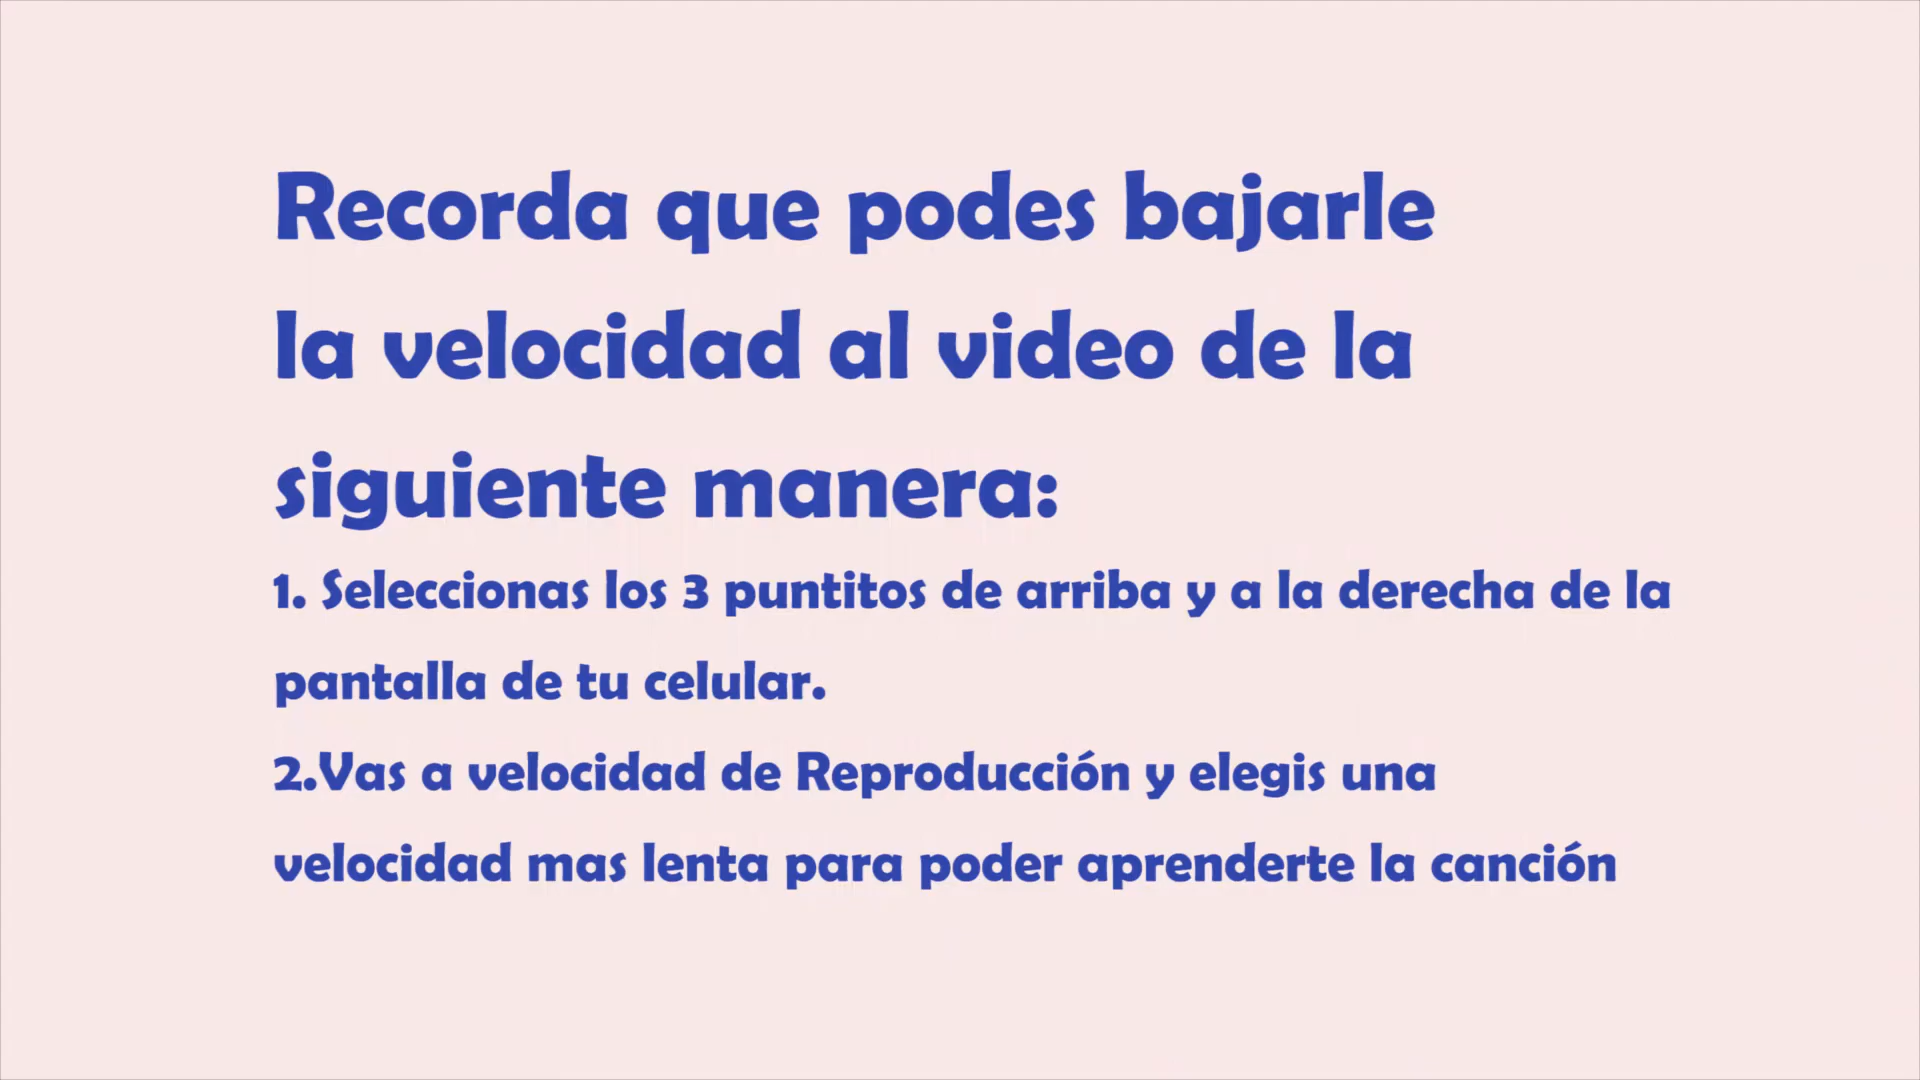 Recorda que podes bajarle
la velocidad al video de la
siguiente manera:
1. Seleccionas los 3 puntitos de arriba y a la derecha de la
pantalla de tu celular.
2.Vas a velocidad de Reproducción y elegis una
velocidad mas lenta para poder aprenderte la canción